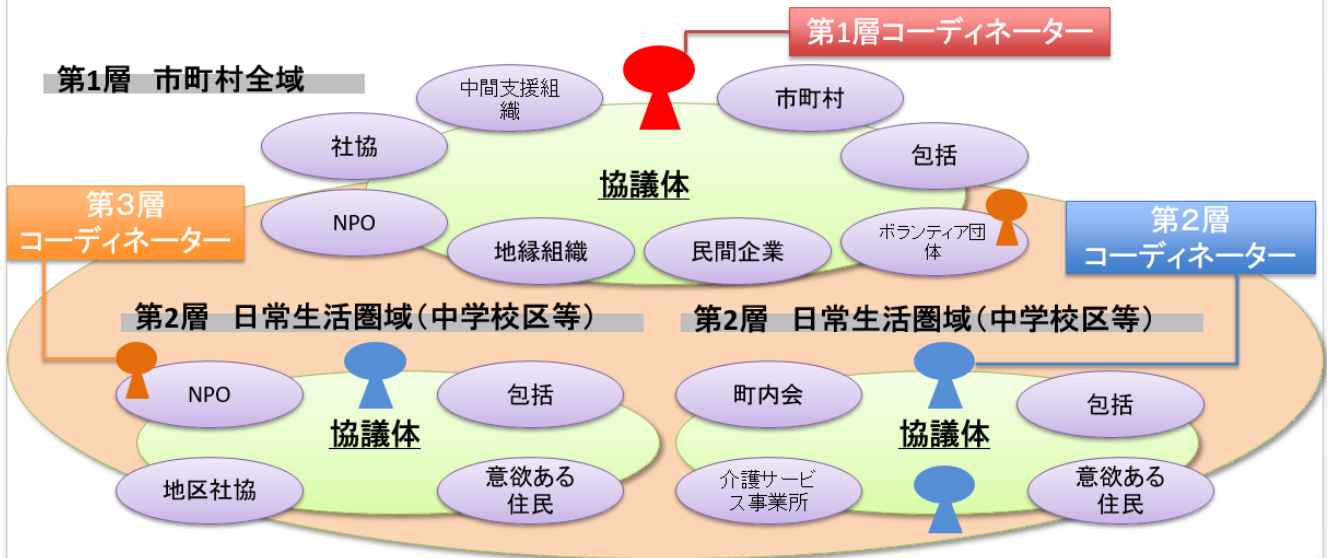 第1層コーディネーター
第1層　市町村全域
中間支援組
織
市町村
社協
包括
協議体
NPO
地縁組織
民間企業
ボランティア団
体
第３層
コーディネーター
第２層
コーディネーター
第2層　日常生活圏域（中学校区等）
第2層　日常生活圏域（中学校区等）
NPO
包括
協議体
地区社協
意欲ある
住民
町内会
包括
協議体
介護サービ
ス事業所
意欲ある
住民